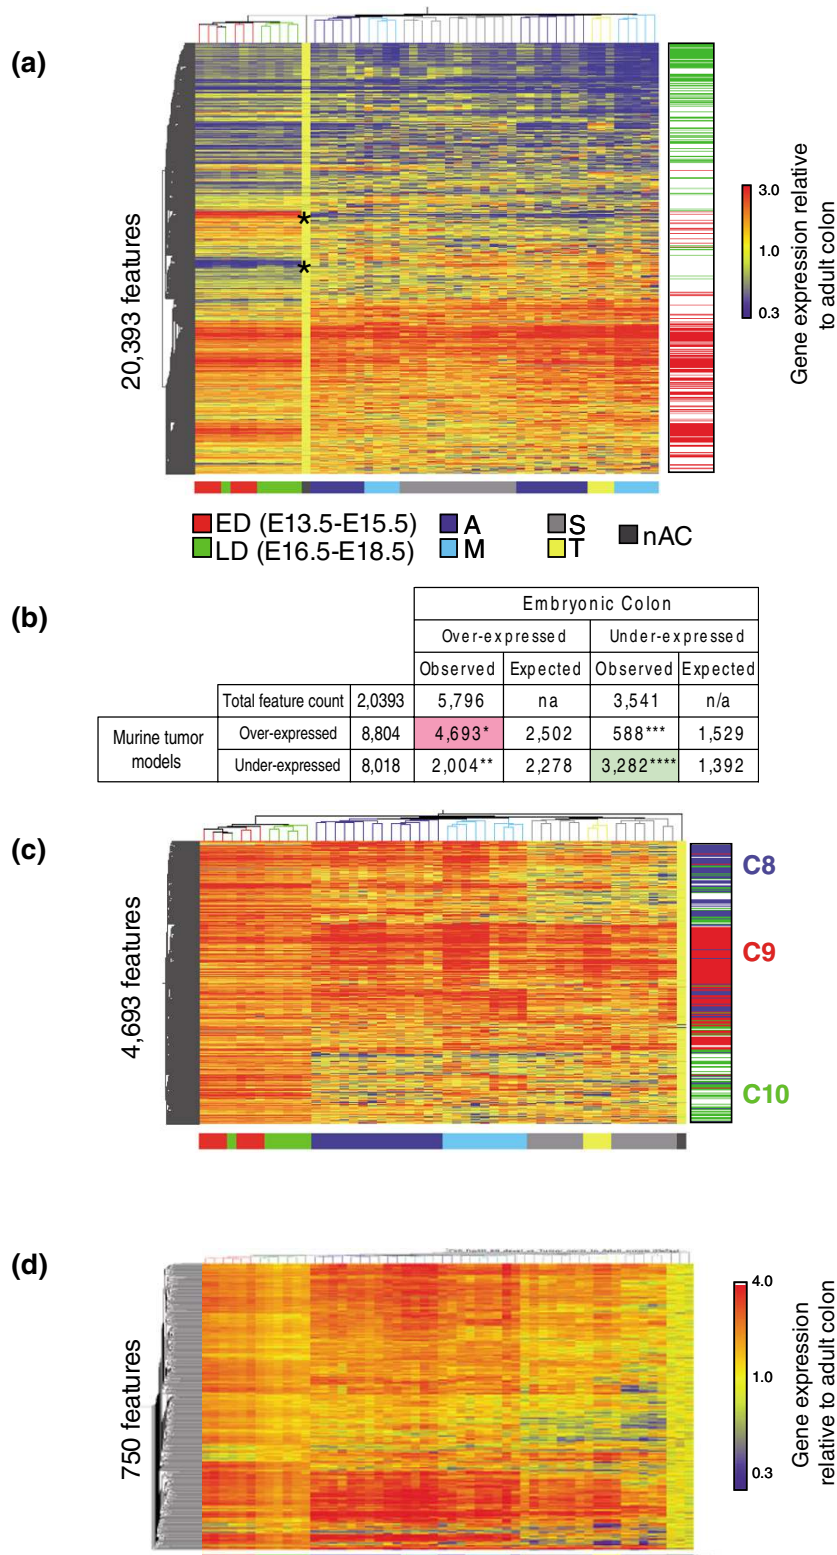 (a)
20,393 features
*
*
3.0
1.0
0.3
Gene expression relative
to adult colon
ED (E13.5-E15.5) A S nAC
LD (E16.5-E18.5) M T
(b)
Embryonic Colon
Over-expressed Under-expressed
Observed Expected Observed Expected
Total feature count 2,0393 5,796 na 3,541 n/a
Murine tumor models
Over-expressed 8,804 4,693* 2,502 588*** 1,529
Under-expressed 8,018 2,004** 2,278 3,282**** 1,392
(c)
4,693 features
C8
C9
C10
(d)
750 features
4.0
1.0
0.3
Gene expression
relative to adult colon